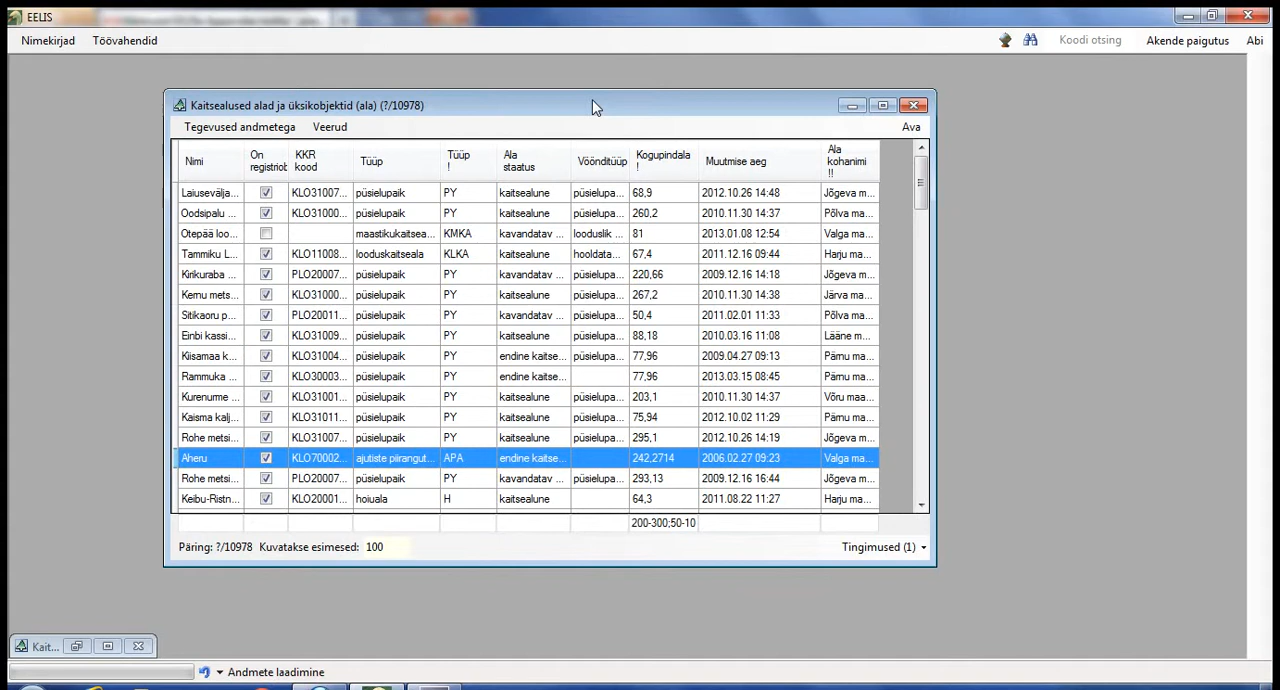 EELIS
Nimekirjad Töövahendid Koodi otsing Akende paigutus Abi
Kaitsealused alad ja üksikobjektid (ala) (?/10978)
Tegevused andmetega Veerud Ava
Nimi On registriob KKR kood Tüüp Tüüp ! Ala staatus Vöönditüüp Kogupindala ! Muutmise aeg Ala kohanimi !!
Laiuseválja... KLO31007... püsielupaik PY kaitsealune püsielupa... 68,9 2012.10.26 14:48 Jõgeva m...
Oodsipalu ... KLO31000... püsielupaik PY kaitsealune püsielupa... 260,2 2010.11.30 14:37 Põlva ma...
Otepää loo... maastikukaitsea... KMKA kavandatav ... looduslik ... 81 2013.01.08 12:54 Valga ma...
Tammiku L... KLO11008... looduskaitseala KLKA kavandatav ... hooldata... 67,4 2011.12.16 09:44 Harju ma...
Kirikuraba ... PLO20007... püsielupaik PY kavandatav ... püsielupa... 220,66 2009.12.16 14:18 Jõgeva m...
Kernu mets... KLO31000... püsielupaik PY kaitsealune püsielupa... 267,2 2010.11.30 14:38 Järva ma...
Sitikaoru p... PLO20011... püsielupaik PY kavandatav ... püsielupa... 50,4 2011.02.01 11:33 Põlva ma...
Einbi kassi... KLO31009... püsielupaik PY kaitsealune püsielupa... 88,18 2010.03.16 11:08 Lääne m...
Kiisamaa k... KLO31004... püsielupaik PY endine kaitse... püsielupa... 77,96 2009.04.27 09:13 Pärnu ma...
Rammuka ... KLO30003... püsielupaik PY endine kaitse... 77,96 2013.03.15 08:45 Pärnu ma...
Kurenurme ... KLO31001... püsielupaik PY kaitsealune püsielupa... 203,1 2010.11.30 14:37 Võru maa...
Kaisma kalj... KLO31011... püsielupaik PY kaitsealune püsielupa... 75,94 2012.10.02 11:29 Pärnu ma...
Rohe metsi... KLO31007... püsielupaik PY kaitsealune püsielupa... 295,1 2012.10.26 14:19 Jõgeva m...
Aheru KLO70002... ajutiste piirangut... APA endine kaitse... 242,2714 2006.02.27 09:23 Valga ma...
Rohe metsi... PLO20007... püsielupaik PY kavandatav ... püsielupa... 293,13 2009.12.16 16:44 Jõgeva m...
Keibu-Ristn... KLO20001... hoiuala H kaitsealune 64,3 2011.08.22 11:27 Harju ma...
200-300;50-10
Päring: ?/10978 Kuvatakse esimesed: 100 Tingimused (1)
Kait...
Andmete laadimine